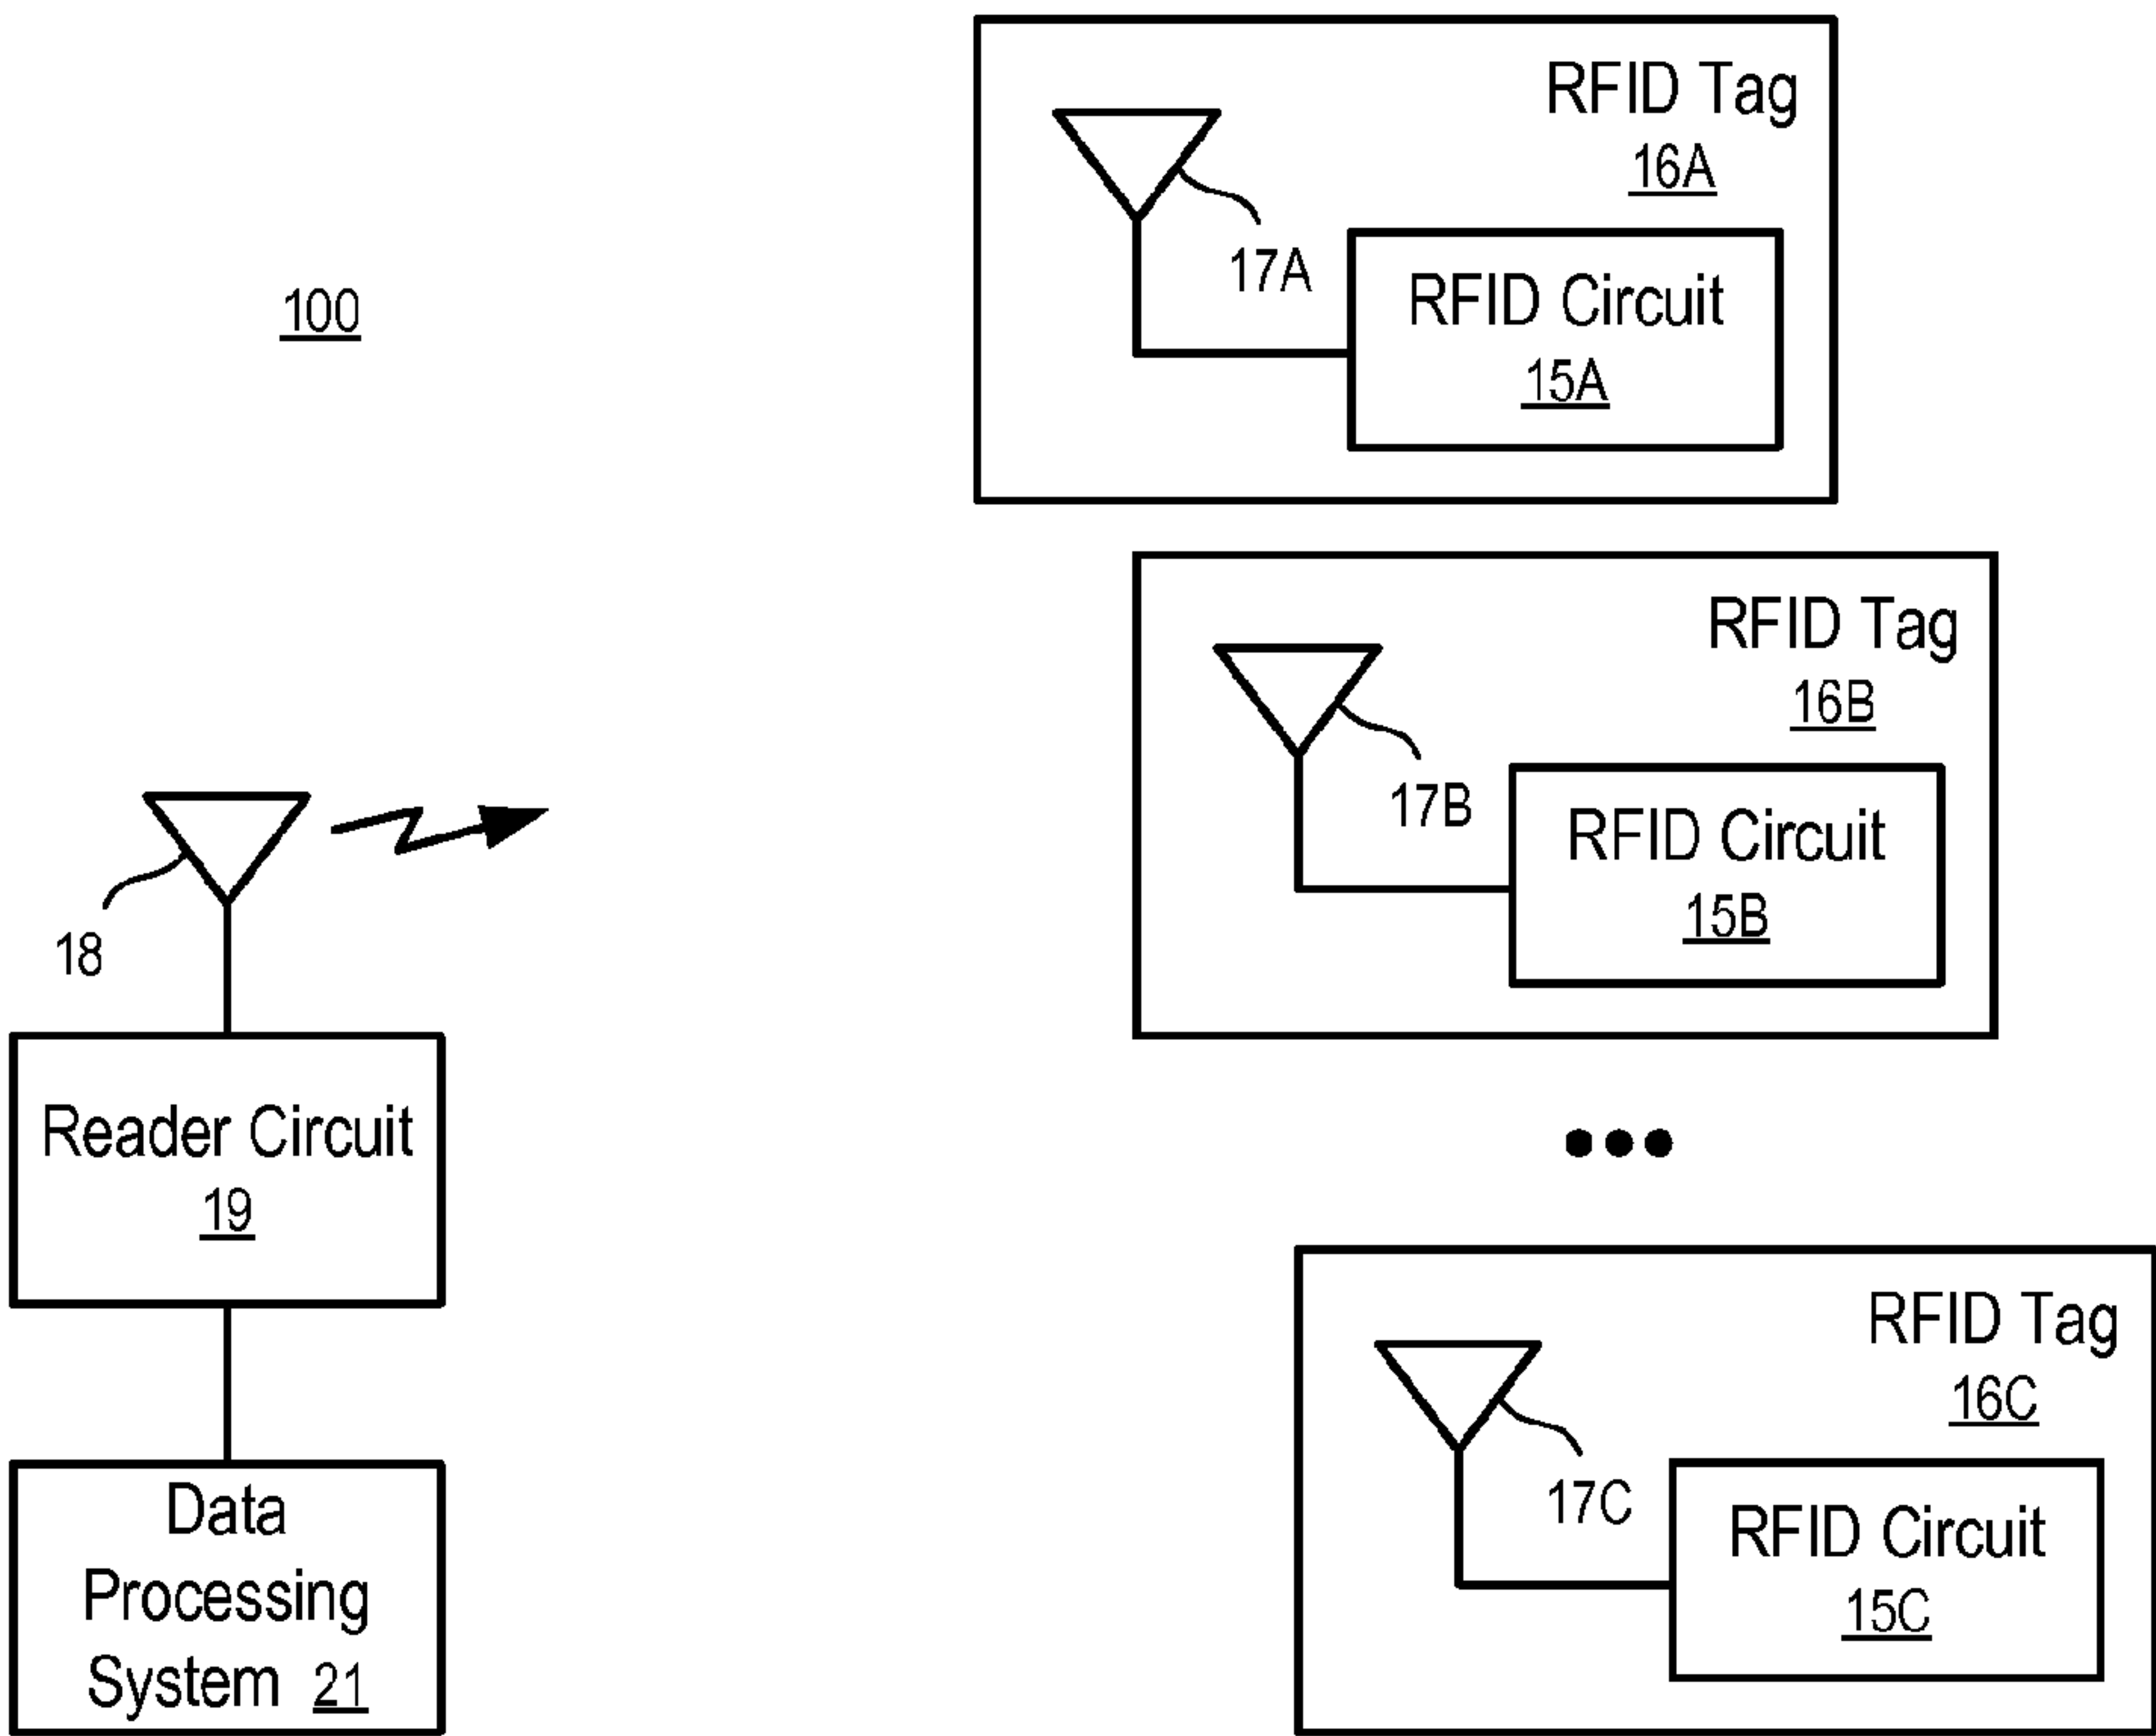 100
RFID Tag
16A
17A
RFID Circuit
15A
RFID Tag
16B
17B
RFID Circuit
15B
18
Reader Circuit
19
RFID Tag
16C
17C
RFID Circuit
15C
Data
Processing
System 21